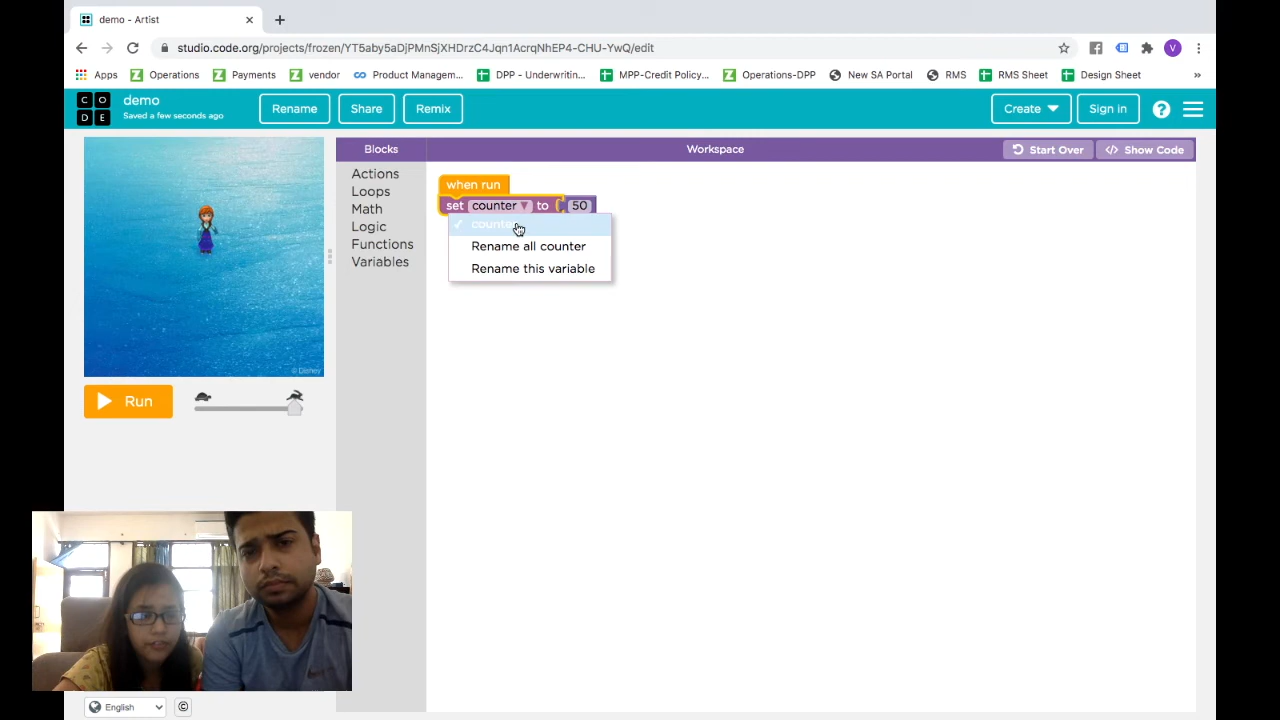 demo - Artist
studio.code.org/projects/frozen/YT5aby5aDjPMnSjXHDrzC4Jqn1AcrqNhEP4-CHU-YwQ/edit
V
Apps Operations Payments vendor Product Managem... DPP - Underwritin... MPP-Credit Policy... Operations-DPP New SA Portal RMS RMS Sheet Design Sheet »
C O D E
demo
Saved a few seconds ago
Rename Share Remix Create Sign in ?
Blocks Workspace Start Over </> Show Code
Actions
Loops
Math
Logic
Functions
Variables
when run
set counter to 50
counter
Rename all counter
Rename this variable
© Disney
Run
English ©